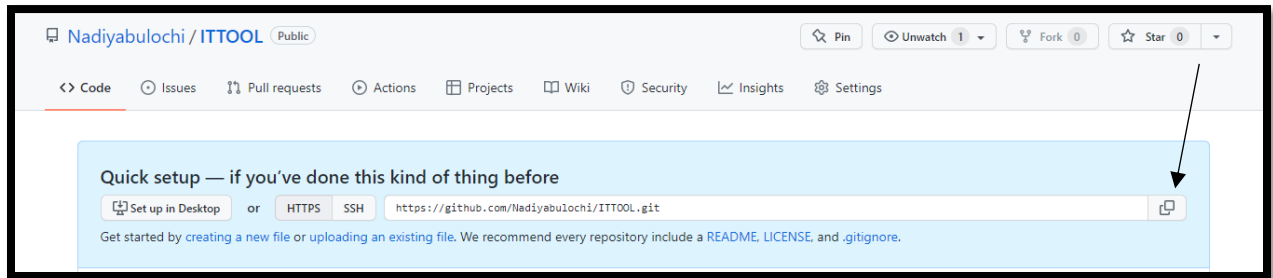 Nadiyabulochi / ITTOOL Public Pin Unwatch 1 Fork 0 Star 0
<> Code Issues Pull requests Actions Projects Wiki Security Insights Settings
Quick setup — if you've done this kind of thing before
Set up in Desktop or HTTPS SSH https://github.com/Nadiyabulochi/ITTOOL.git
Get started by creating a new file or uploading an existing file. We recommend every repository include a README, LICENSE, and .gitignore.